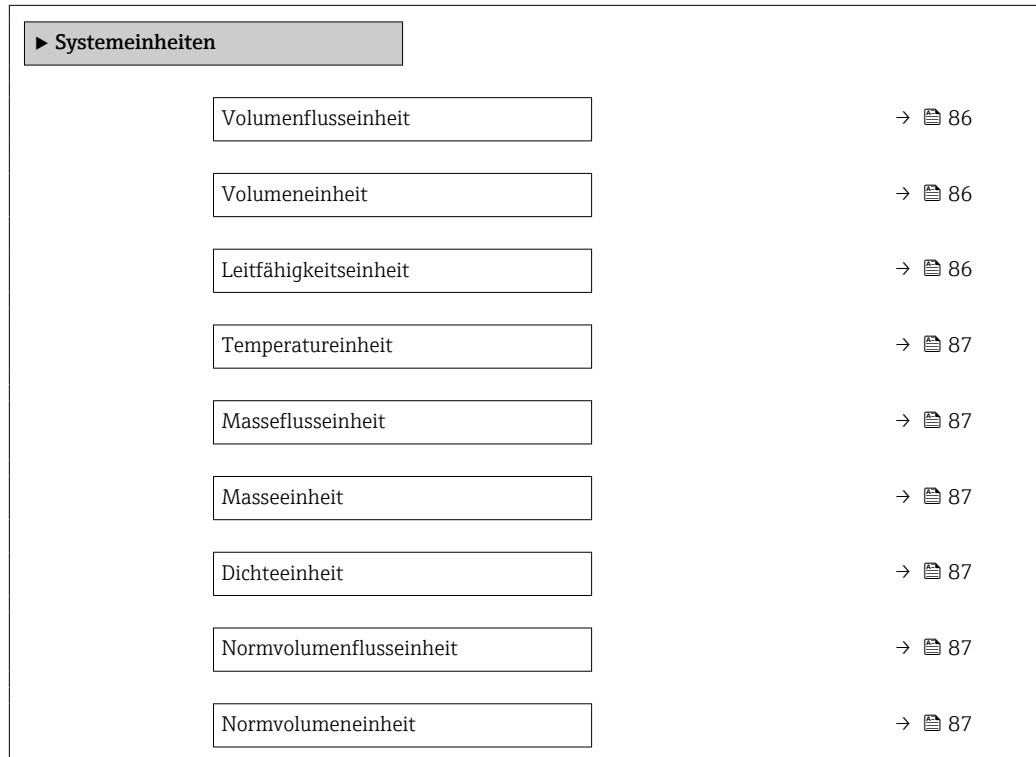 ▶ Systemeinheiten
Volumenflusseinheit → 86
Volumeneinheit → 86
Leitfähigkeitseinheit → 86
Temperatureinheit → 87
Masseflusseinheit → 87
Masseeinheit → 87
Dichteeinheit → 87
Normvolumenflusseinheit → 87
Normvolumeneinheit → 87